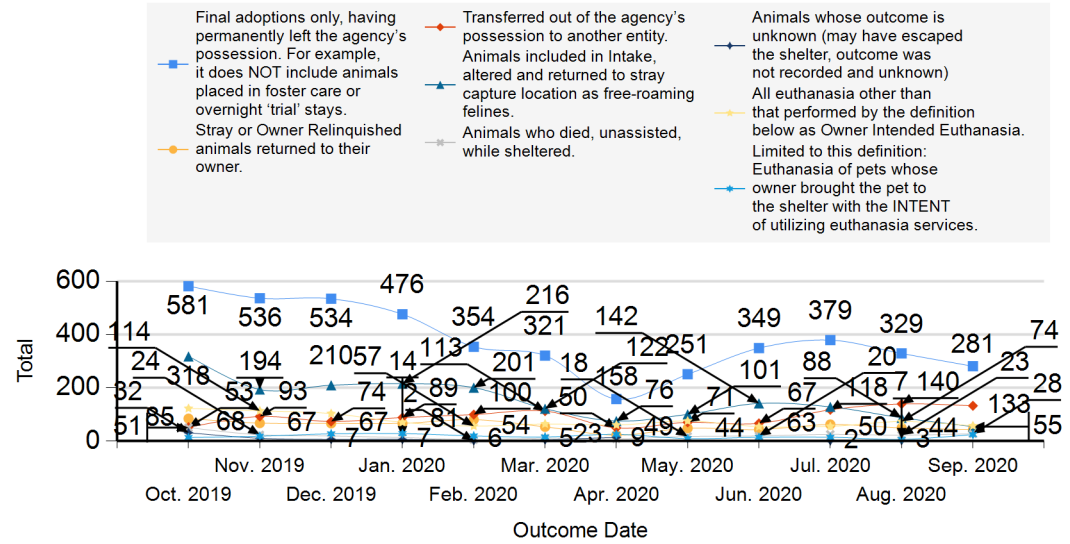 Final adoptions only, having
permanently left the agency's
possession. For example,
it does NOT include animals
placed in foster care or
overnight 'trial' stays.
Stray or Owner Relinquished
animals returned to their
owner.
Transferred out of the agency's
possession to another entity.
Animals included in Intake,
altered and returned to stray
capture location as free-roaming
felines.
Animals who died, unassisted,
while sheltered.
Animals whose outcome is
unknown (may have escaped
the shelter, outcome was
not recorded and unknown)
All euthanasia other than
that performed by the definition
below as Owner Intended Euthanasia.
Limited to this definition:
Euthanasia of pets whose
owner brought the pet to
the shelter with the INTENT
of utilizing euthanasia services.
Total
600
400
200
0
581
536
534
476
354
321
158
251
349
379
329
281
216
142
74
114
24
32
51
85
318
68
53
194
93
67
210
57
74
67
7
14
113
2
89
81
7
201
100
6
54
122
18
50
5
23
76
49
9
71
44
101
67
63
88
20
118
7
140
2
50
3
44
23
28
133
55
Nov. 2019
Jan. 2020
Mar. 2020
May. 2020
Jul. 2020
Sep. 2020
Oct. 2019
Dec. 2019
Feb. 2020
Apr. 2020
Jun. 2020
Aug. 2020
Outcome Date